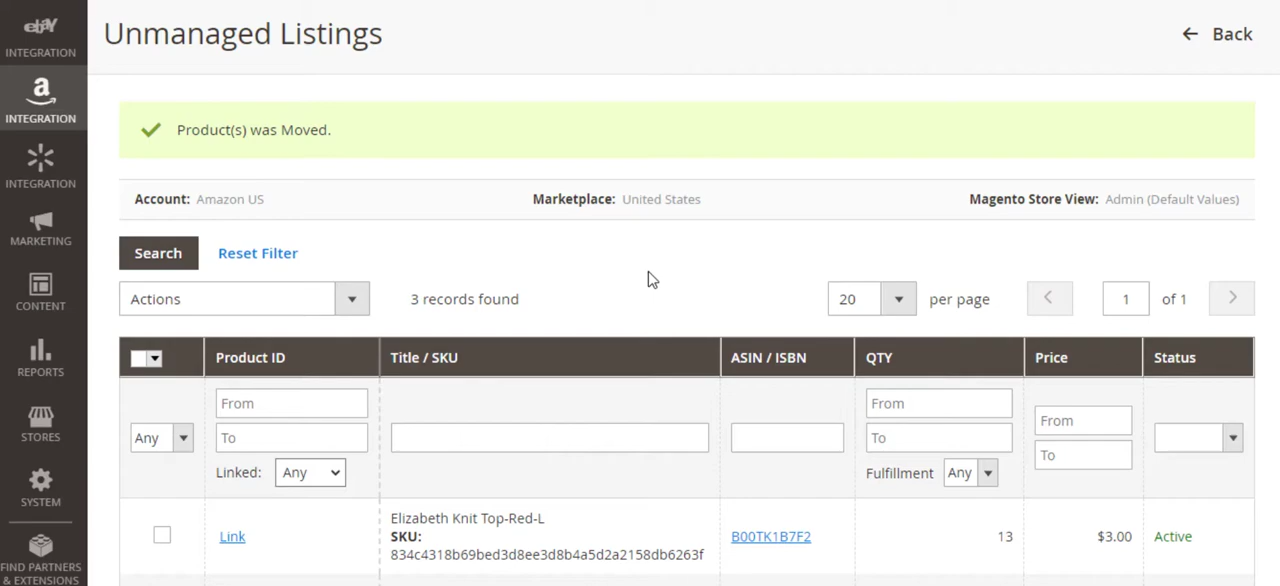 ebay
INTEGRATION
a
INTEGRATION
INTEGRATION
MARKETING
CONTENT
REPORTS
STORES
SYSTEM
FIND PARTNERS
& EXTENSIONS
Unmanaged Listings
Back
Product(s) was Moved.
Account: Amazon US Marketplace: United States Magento Store View: Admin (Default Values)
Search Reset Filter
Actions 3 records found 20 per page 1 of 1
Product ID Title / SKU ASIN / ISBN QTY Price Status
From From
From
Any To To
To
Linked: Any Fulfillment Any
Elizabeth Knit Top-Red-L
Link SKU: B00TK1B7F2 13 $3.00 Active
834c4318b69bed3d8ee3d8b4a5d2a2158db6263f